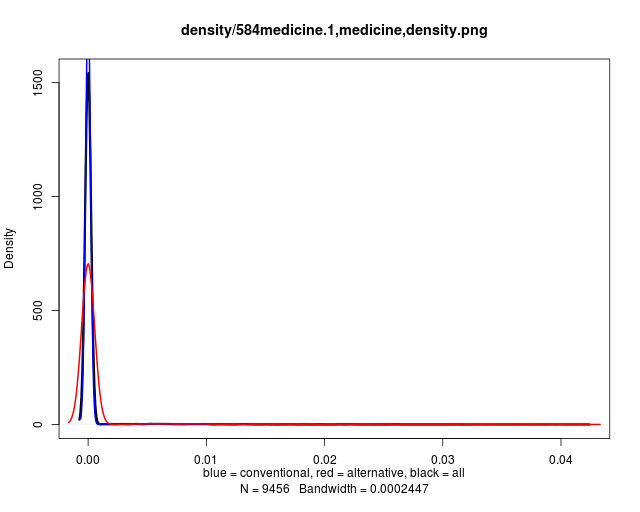 density/584medicine.1,medicine,density.png
Density
1500
1000
500
0
0.00 0.01 0.02 0.03 0.04
blue = conventional, red = alternative, black = all
N = 9456 Bandwidth = 0.0002447